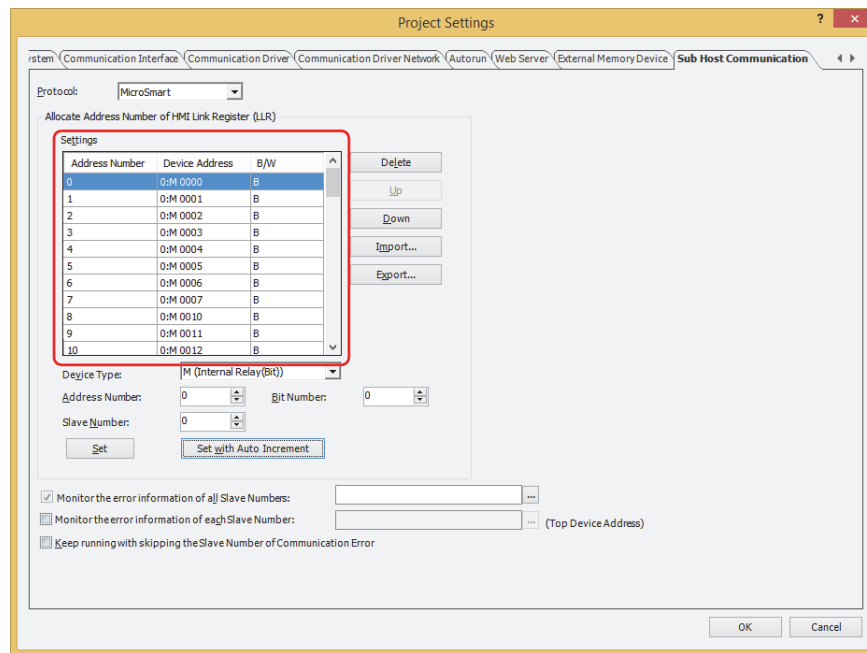 Project Settings
? ×
ystem Communication Interface Communication Driver Communication Driver Network Autorun Web Server External Memory Device Sub Host Communication
Protocol: MicroSmart
Allocate Address Number of HMI Link Register (LLR)
Settings
Address Number Device Address B/W
0 0:M 0000 B
1 0:M 0001 B
2 0:M 0002 B
3 0:M 0003 B
4 0:M 0004 B
5 0:M 0005 B
6 0:M 0006 B
7 0:M 0007 B
8 0:M 0010 B
9 0:M 0011 B
10 0:M 0012 B
Delete
Up
Down
Import...
Export...
Device Type: M (Internal Relay(Bit))
Address Number: 0 Bit Number: 0
Slave Number: 0
Set Set with Auto Increment
Monitor the error information of all Slave Numbers: ...
Monitor the error information of each Slave Number: ... (Top Device Address)
Keep running with skipping the Slave Number of Communication Error
OK Cancel